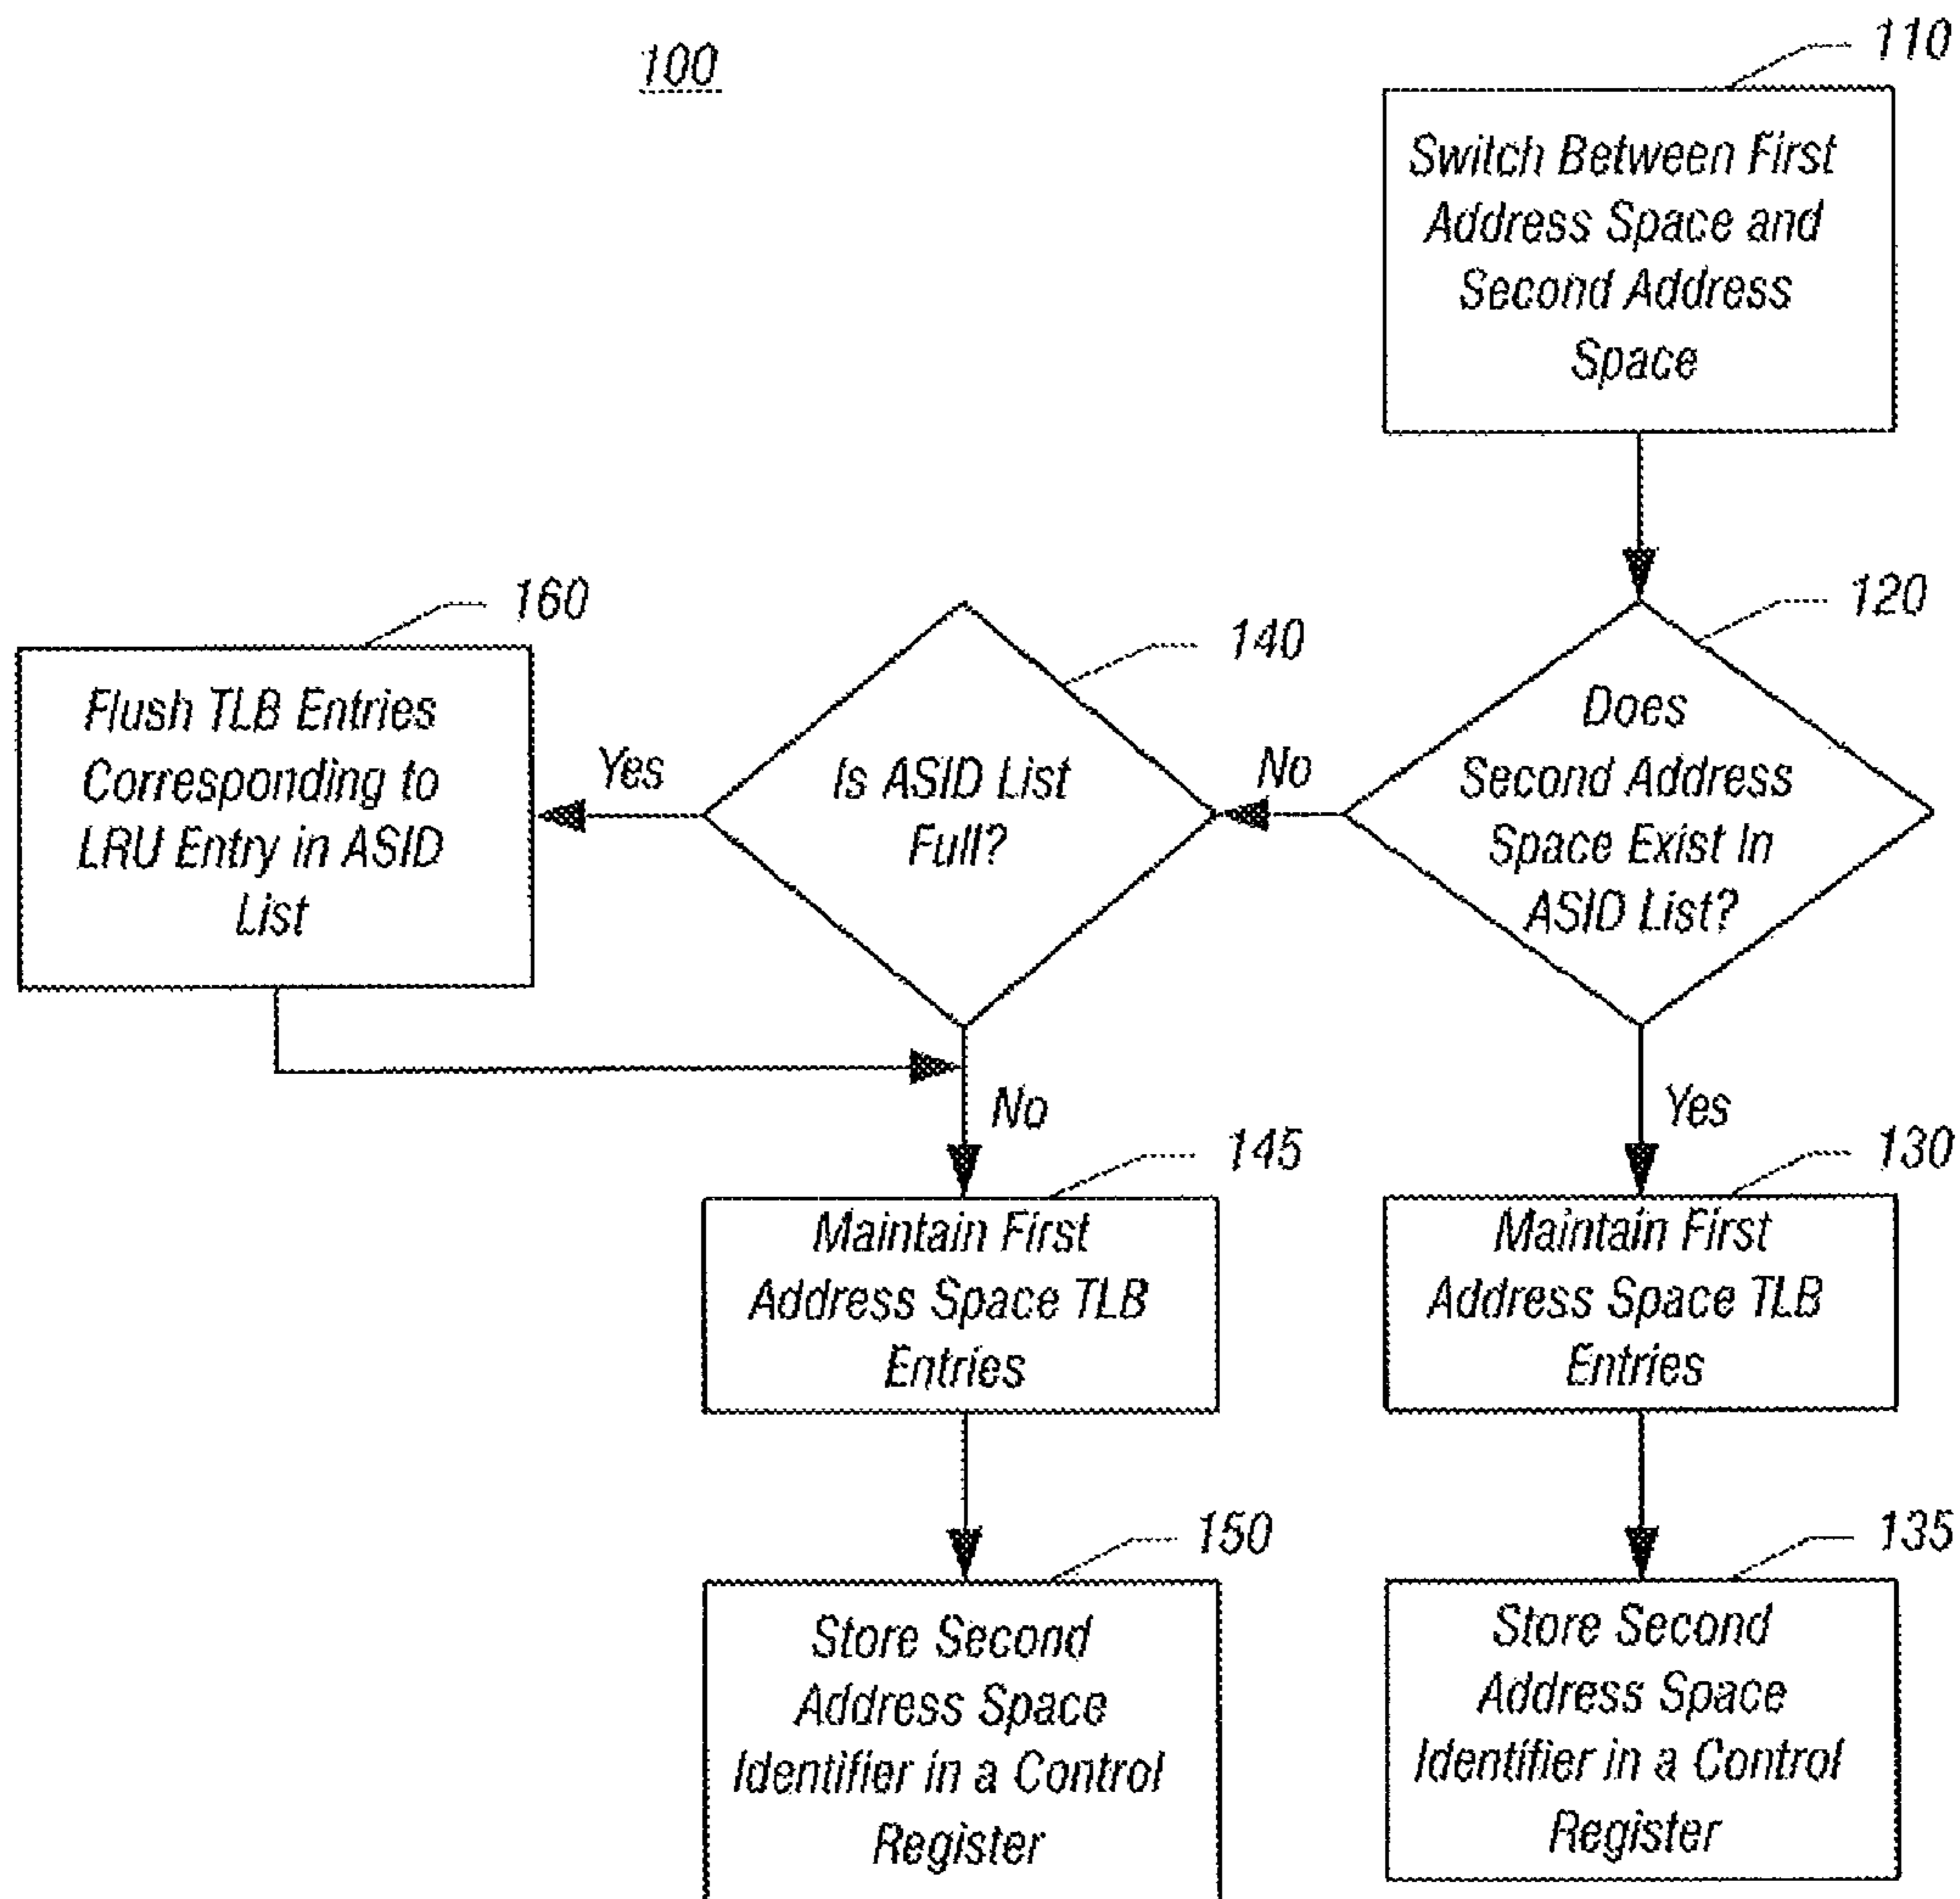 100
110
Switch Between First
Address Space and
Second Address
Space
120
Does
Second Address
Space Exist In
ASID List?
No
140
Is ASID List
Full?
Yes
160
Flush TLB Entries
Corresponding to
LRU Entry in ASID
List
No
145
Maintain First
Address Space TLB
Entries
150
Store Second
Address Space
Identifier in a Control
Register
Yes
130
Maintain First
Address Space TLB
Entries
135
Store Second
Address Space
Identifier in a Control
Register